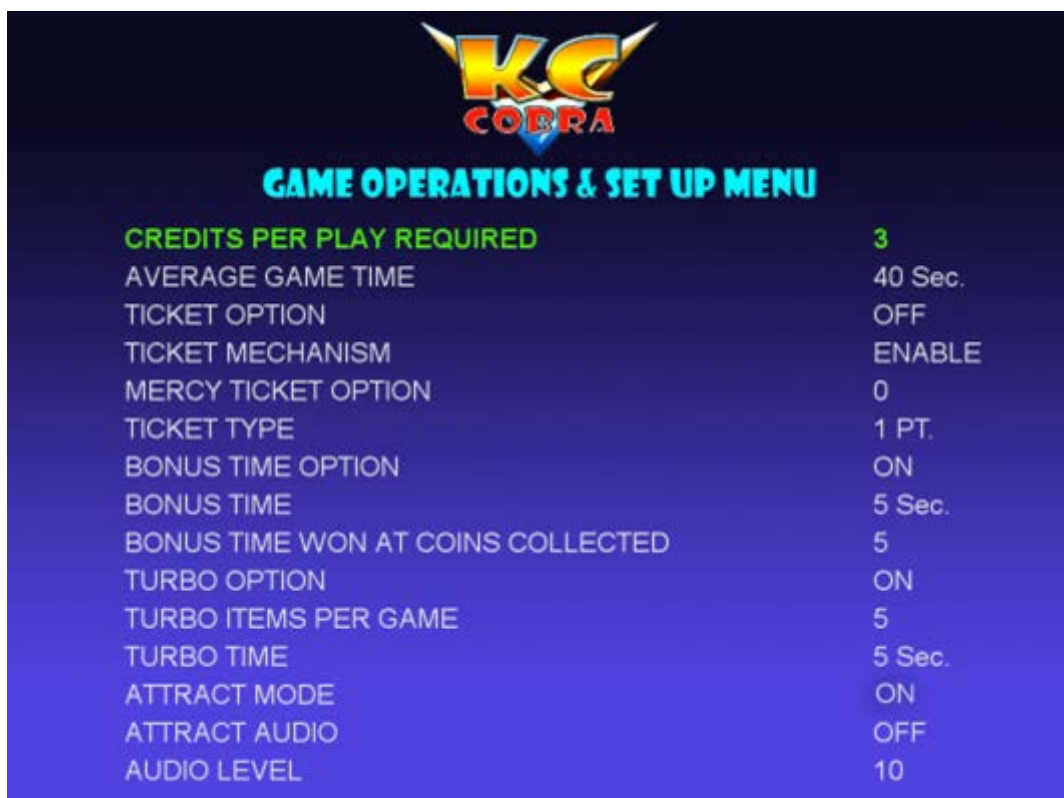 KC
COBRA
GAME OPERATIONS & SET UP MENU
CREDITS PER PLAY REQUIRED 3
AVERAGE GAME TIME 40 Sec.
TICKET OPTION OFF
TICKET MECHANISM ENABLE
MERCY TICKET OPTION 0
TICKET TYPE 1 PT.
BONUS TIME OPTION ON
BONUS TIME 5 Sec.
BONUS TIME WON AT COINS COLLECTED 5
TURBO OPTION ON
TURBO ITEMS PER GAME 5
TURBO TIME 5 Sec.
ATTRACT MODE ON
ATTRACT AUDIO OFF
AUDIO LEVEL 10